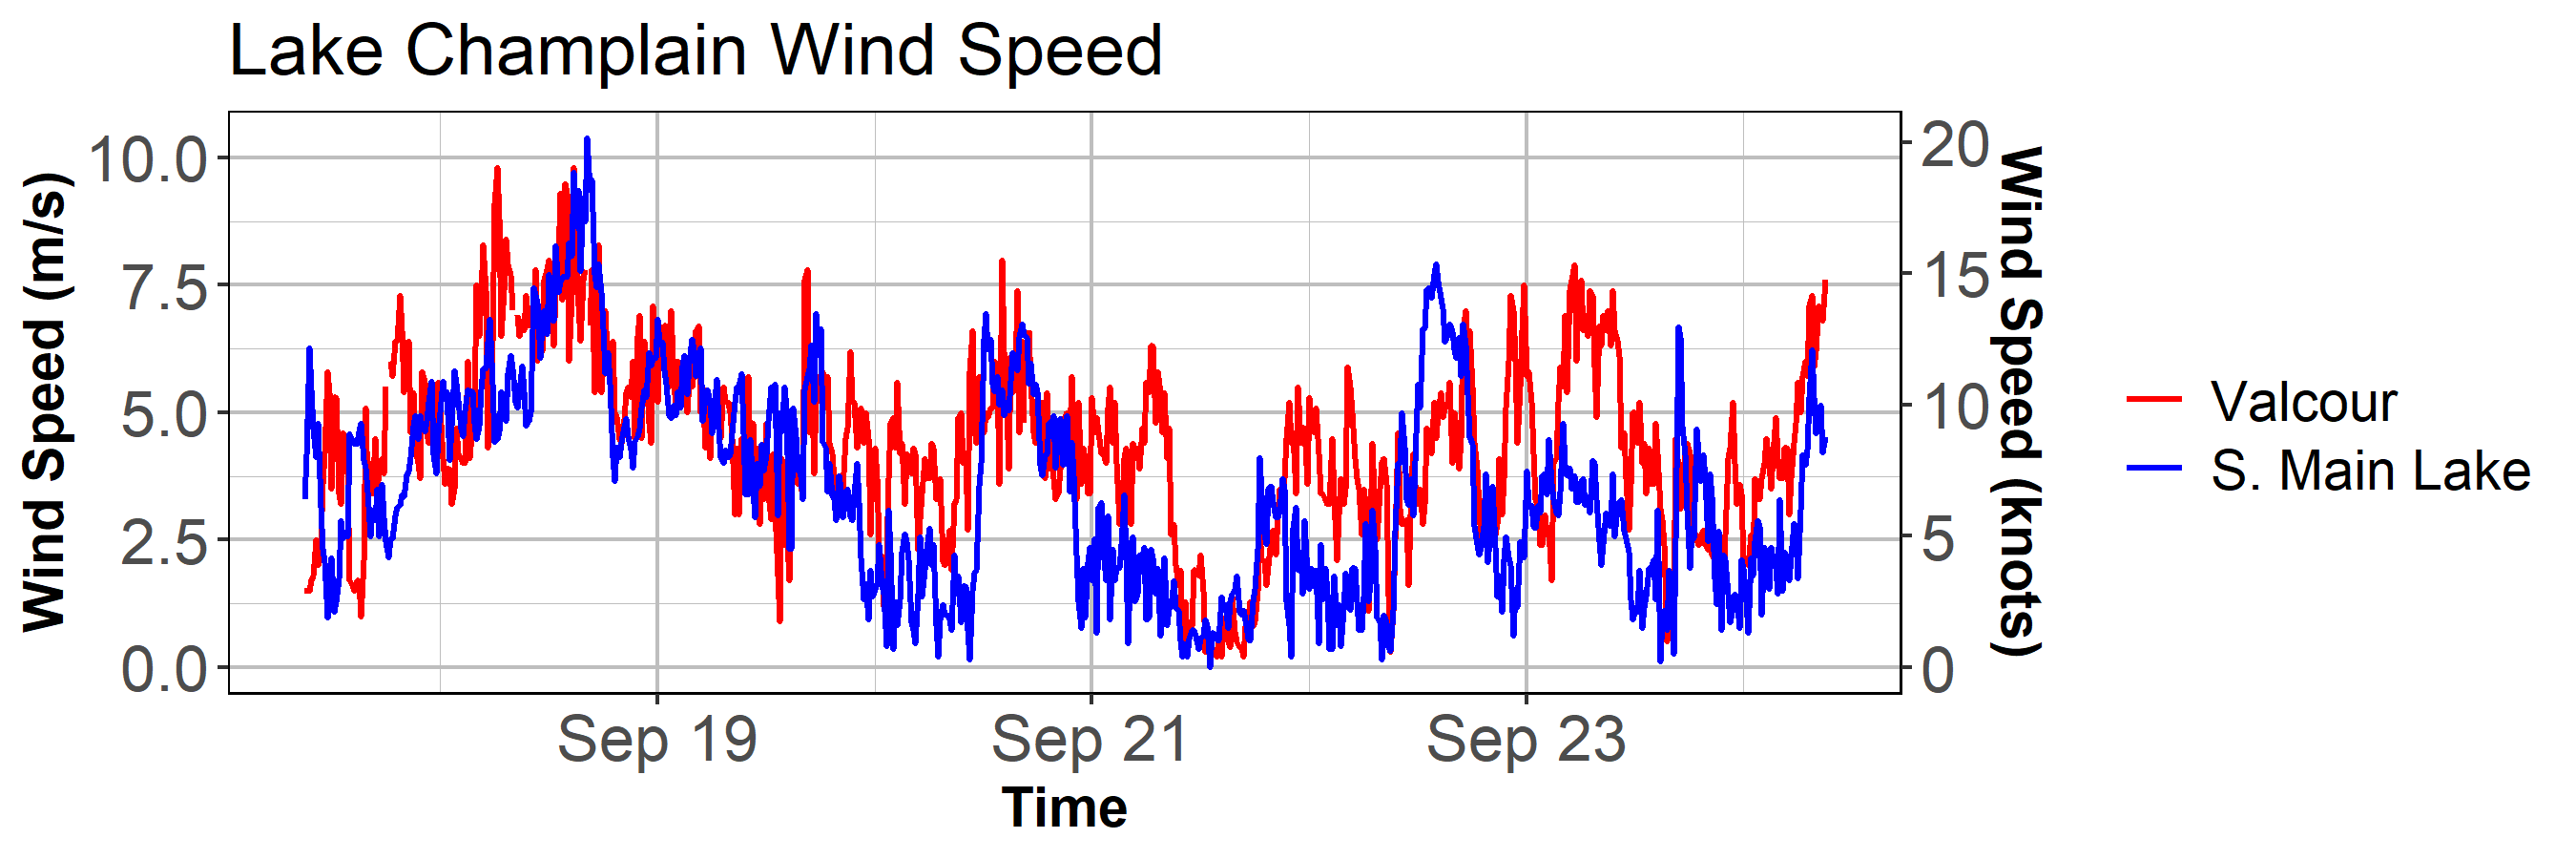 Lake Champlain Wind Speed
Wind Speed (m/s)
10.0
7.5
5.0
2.5
0.0
20
15
10
5
0
Wind Speed (knots)
Sep 19
Sep 21
Sep 23
Time
Valcour
S. Main Lake